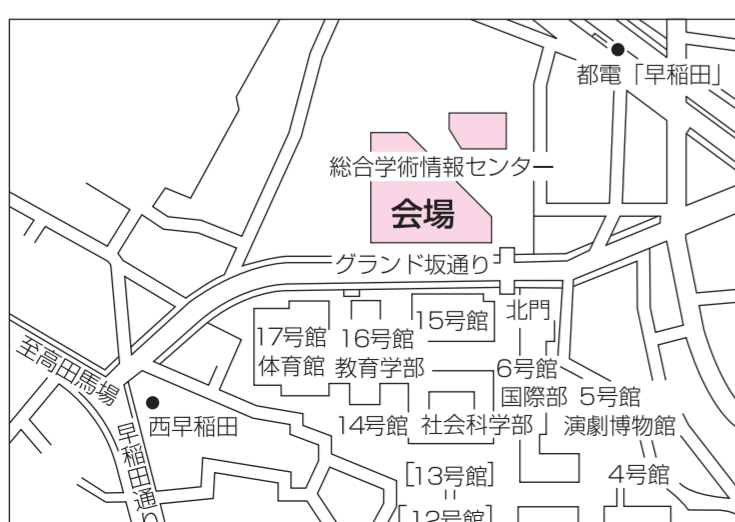 都電「早稲田」
総合学術情報センター
会場
グランド坂通り
北門
15号館
17号館
体育館
16号館
教育学部
6号館
国際部
5号館
演劇博物館
至高田馬場
西早稲田
早稲田通り
14号館
社会科学部
[13号館]
4号館
[12号館]